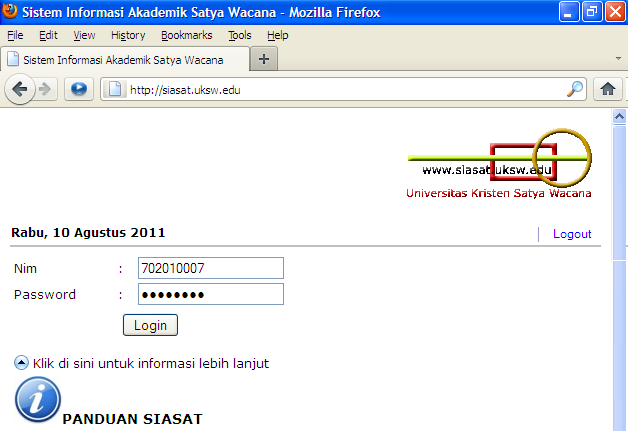 Sistem Informasi Akademik Satya Wacana - Mozilla Firefox
File Edit View History Bookmarks Tools Help
Sistem Informasi Akademik Satya Wacana
http://siasat.uksw.edu
www.siasat.uksw.edu
Universitas Kristen Satya Wacana
Rabu, 10 Agustus 2011 | Logout
Nim : 702010007
Password : ●●●●●●●●
Login
Klik di sini untuk informasi lebih lanjut
PANDUAN SIASAT